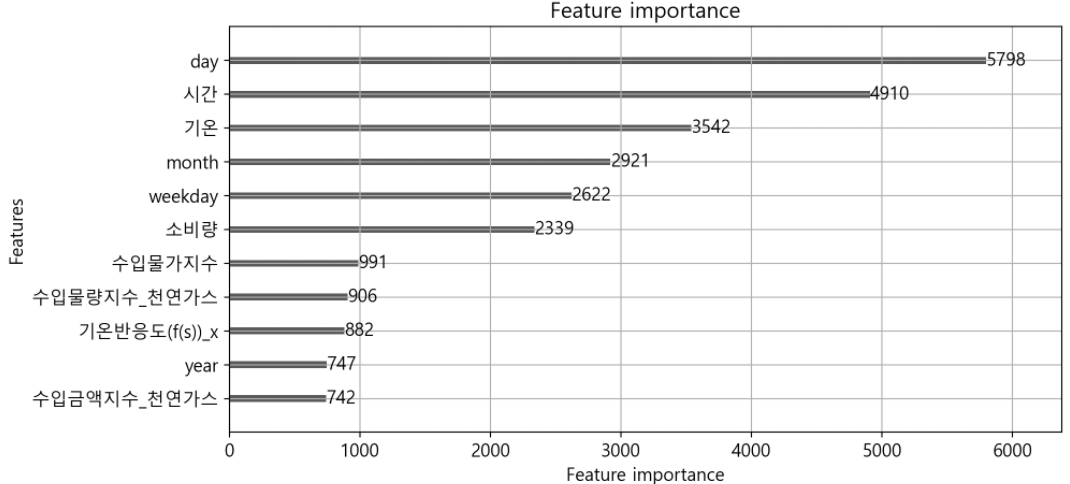 Feature importance
day
5798
시간
4910
기온
3542
month
2921
weekday
2622
소비량
2339
수입물가지수
991
수입물량지수_천연가스
906
기온반응도(f(s))_x
882
year
747
수입금액지수_천연가스
742
Features
0 1000 2000 3000 4000 5000 6000
Feature importance